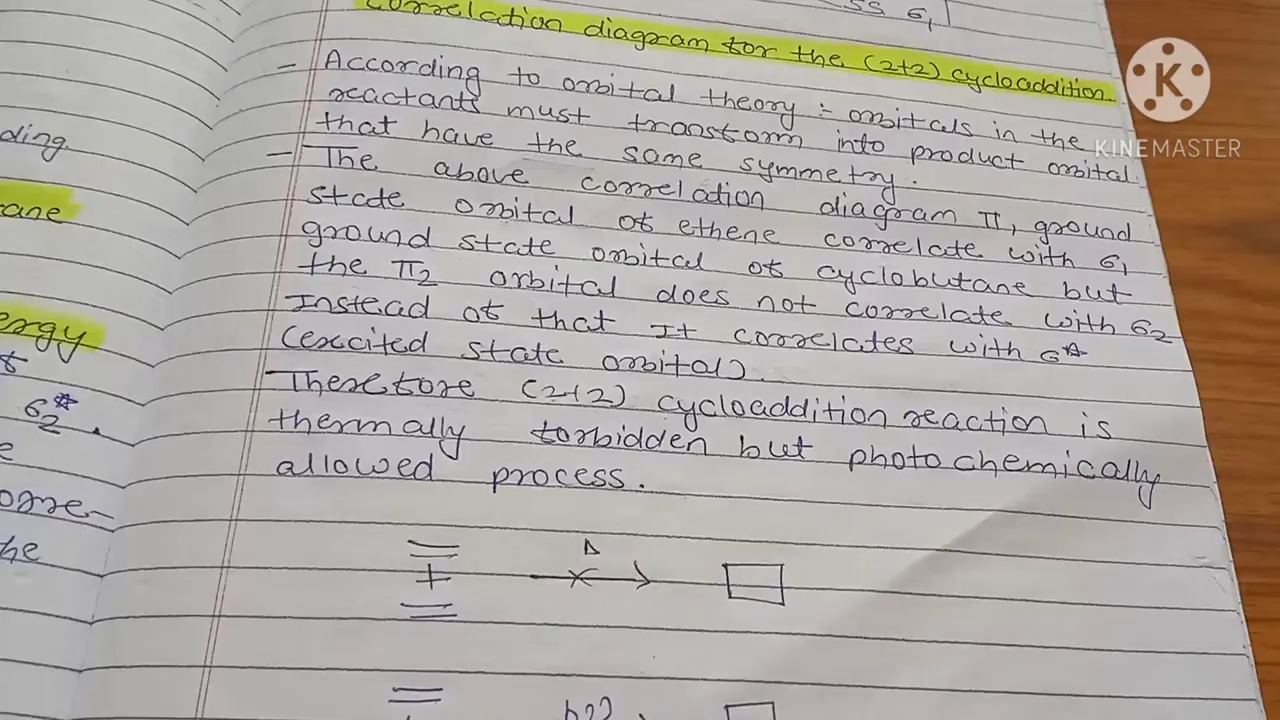 SS σ1
Correlation diagram for the (2+2) cycloaddition
- According to orbital theory :- orbitals in the
reactants must transform into product orbital
that have the same symmetry.
- The above correlation diagram π1 ground
state orbital of ethene correlate with σ1
ground state orbital of cyclobutane but
the π2 orbital does not correlate with σ2
Instead of that It correlates with σ*
(excited state orbital).
Therefore (2+2) cycloaddition reaction is
thermally forbidden but photochemically
allowed process.
Δ
+
ding
ane
ergy
σ2*.
orre-
he
K
KINEMASTER